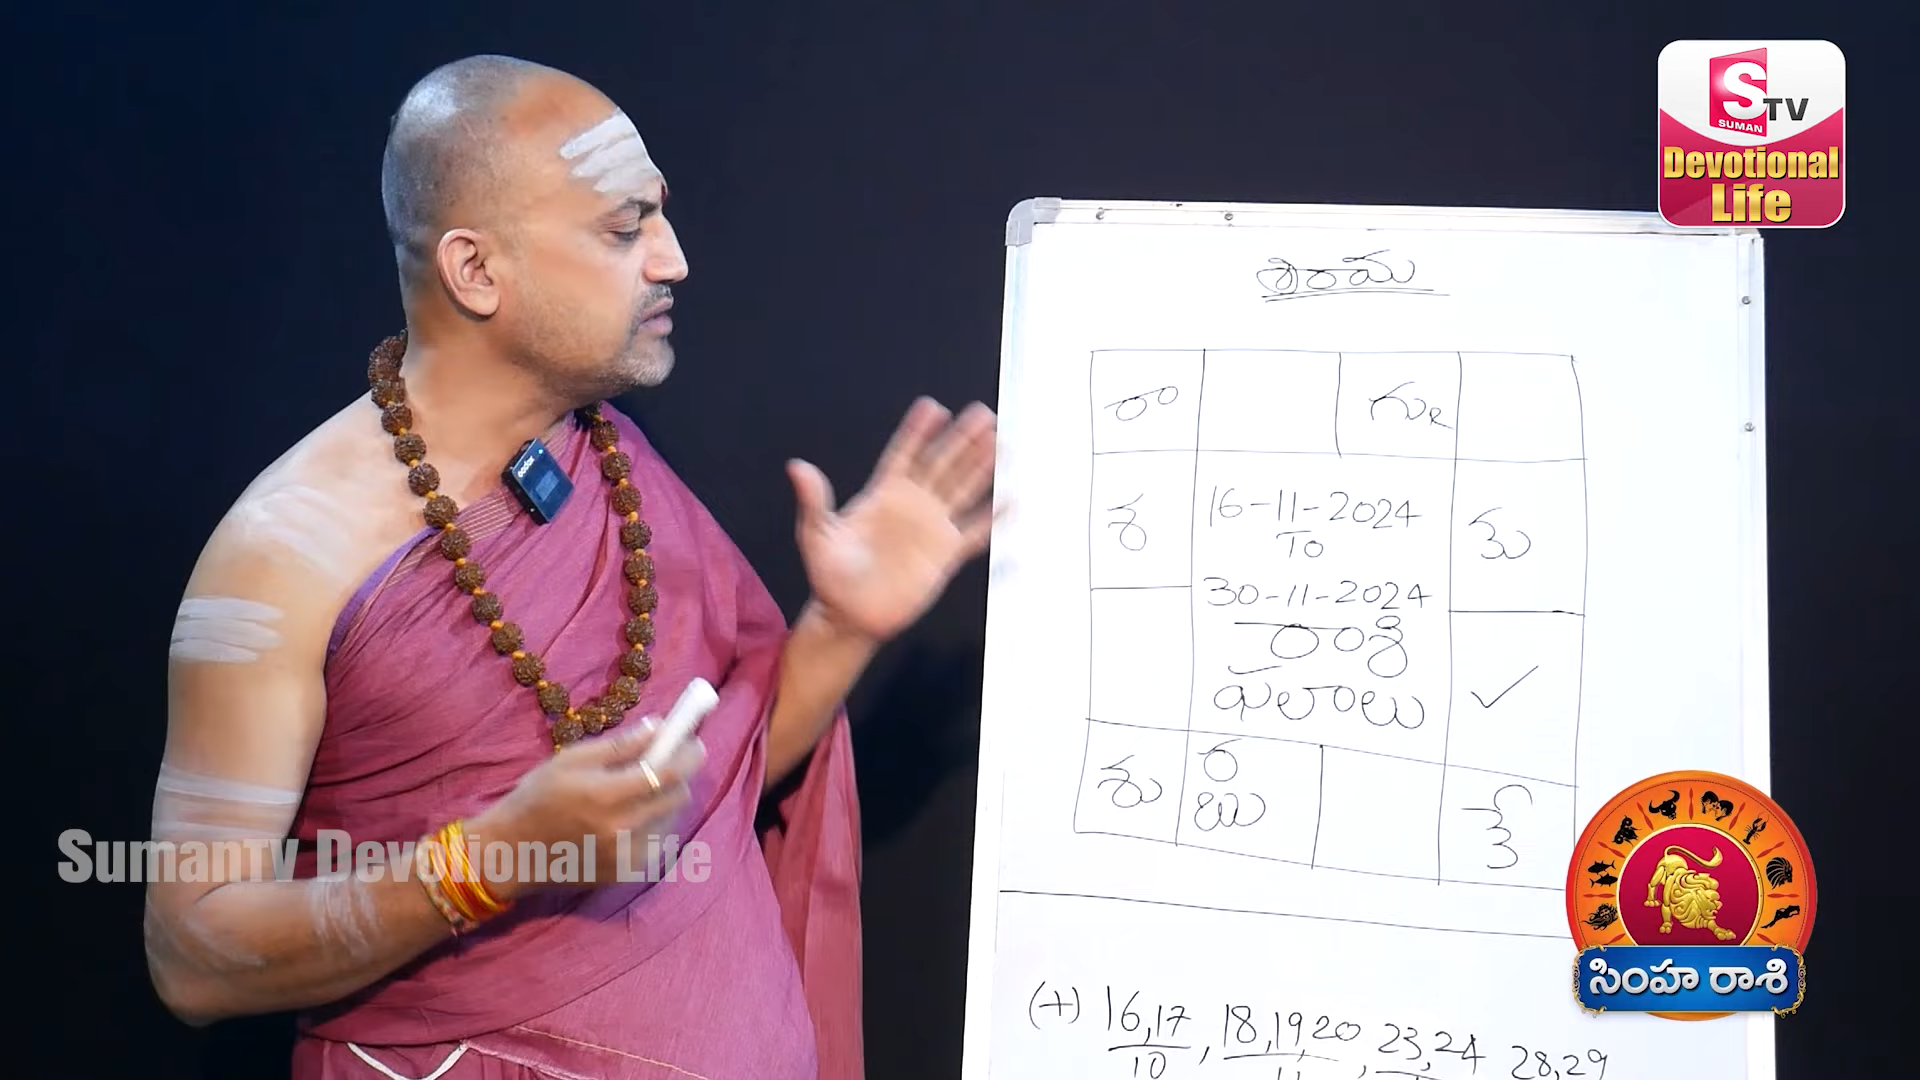 S TV
SUMAN
Devotional
Life
శ్రీరామ
రా
గుR
శ
16-11-2024
To
30-11-2024
రాశి
ఫలాలు
కు
శు
ర
బు
కే
SumanTV Devotional Life
సింహ రాశి
(+) 16,17, 18,19,20, 23,24 28,29
10 11